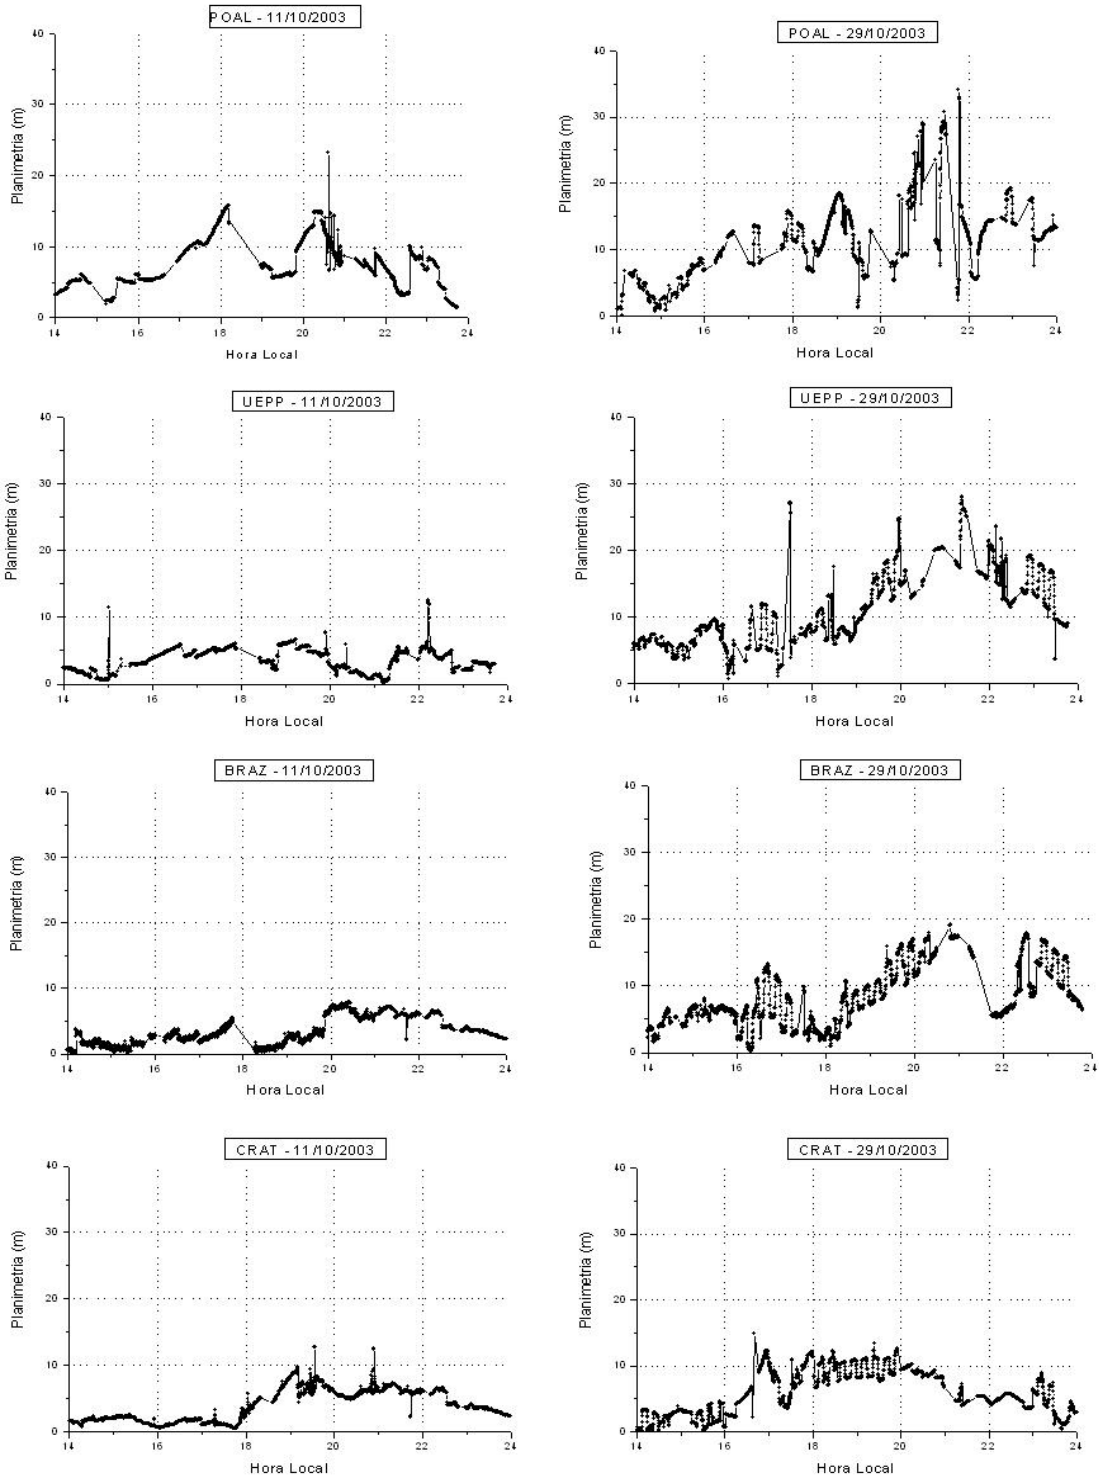 POAL - 11/10/2003
40
30
20
10
0
Planimetria (m)
14 16 18 20 22 24
Hora Local
POAL - 29/10/2003
40
30
20
10
0
Planimetria (m)
14 16 18 20 22 24
Hora Local
UEPP - 11/10/2003
40
30
20
10
0
Planimetria (m)
14 16 18 20 22 24
Hora Local
UEPP - 29/10/2003
40
30
20
10
0
Planimetria (m)
14 16 18 20 22 24
Hora Local
BRAZ - 11/10/2003
40
30
20
10
0
Planimetria (m)
14 16 18 20 22 24
Hora Local
BRAZ - 29/10/2003
40
30
20
10
0
Planimetria (m)
14 16 18 20 22 24
Hora Local
CRAT - 11/10/2003
40
30
20
10
0
Planimetria (m)
14 16 18 20 22 24
Hora Local
CRAT - 29/10/2003
40
30
20
10
0
Planimetria (m)
14 16 18 20 22 24
Hora Local